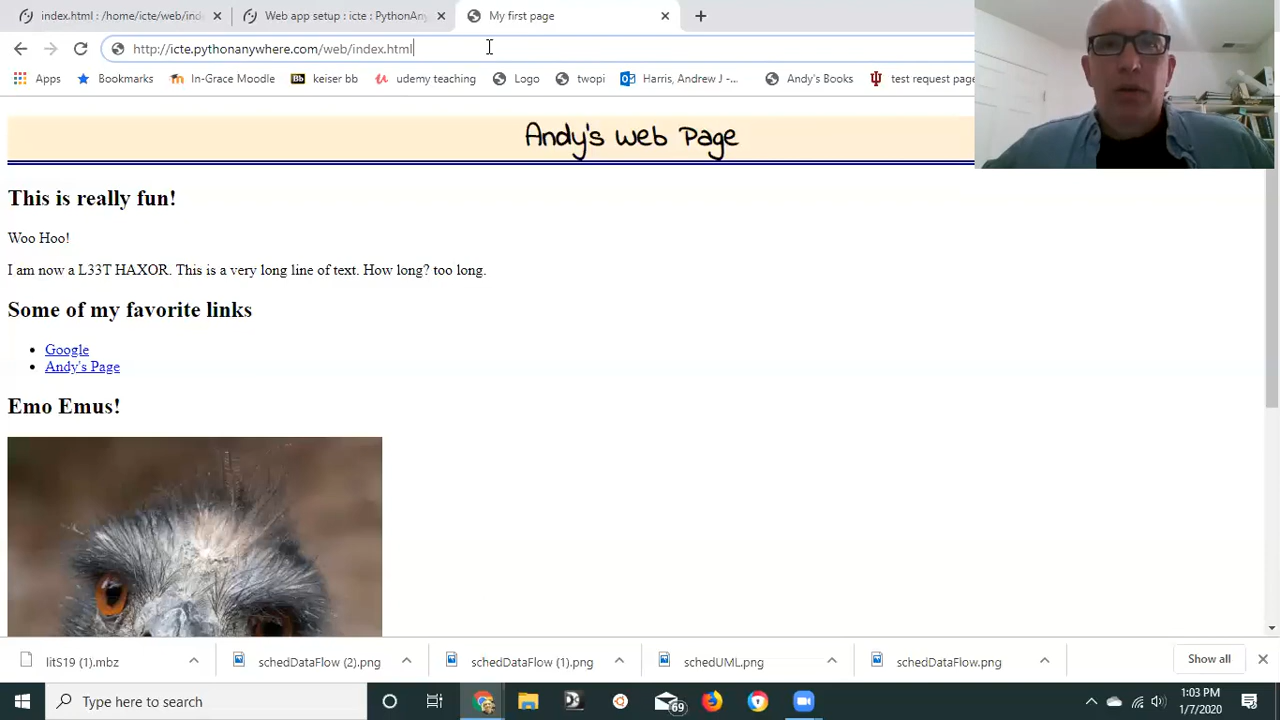 index.html : /home/icte/web/ind
Web app setup : icte : PythonAny
My first page
http://icte.pythonanywhere.com/web/index.html
Apps
Bookmarks
In-Grace Moodle
Bb keiser bb
udemy teaching
Logo
twopi
Harris, Andrew J -...
Andy's Books
test request page
Andy's Web Page
This is really fun!
Woo Hoo!
I am now a L33T HAXOR. This is a very long line of text. How long? too long.
Some of my favorite links
Google
Andy's Page
Emo Emus!
litS19 (1).mbz
schedDataFlow (2).png
schedDataFlow (1).png
schedUML.png
schedDataFlow.png
Show all
Type here to search
69
1:03 PM
1/7/2020